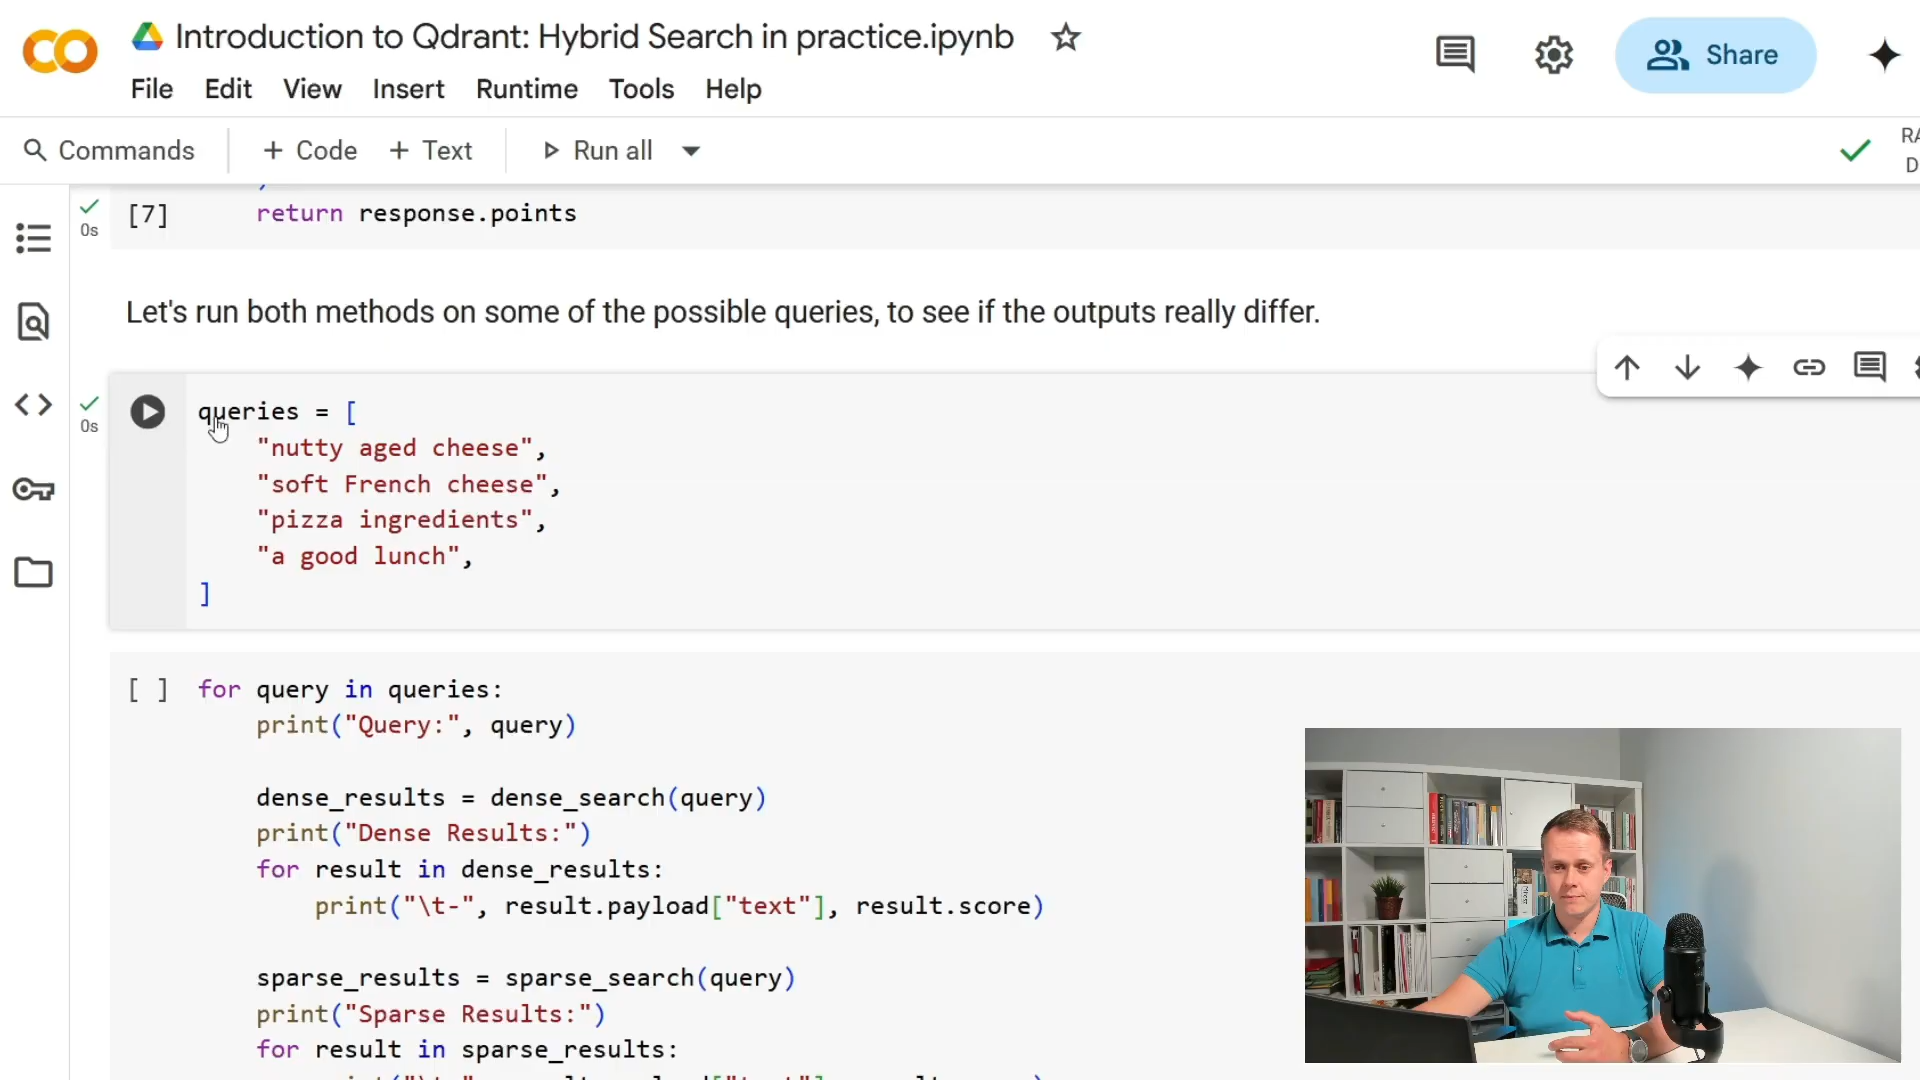 Introduction to Qdrant: Hybrid Search in practice.ipynb
Share
File Edit View Insert Runtime Tools Help
Commands + Code + Text Run all
[7] return response.points
0s
Let's run both methods on some of the possible queries, to see if the outputs really differ.
0s
queries = [
"nutty aged cheese",
"soft French cheese",
"pizza ingredients",
"a good lunch",
]
[ ] for query in queries:
print("Query:", query)
dense_results = dense_search(query)
print("Dense Results:")
for result in dense_results:
print("\t-", result.payload["text"], result.score)
sparse_results = sparse_search(query)
print("Sparse Results:")
for result in sparse_results: